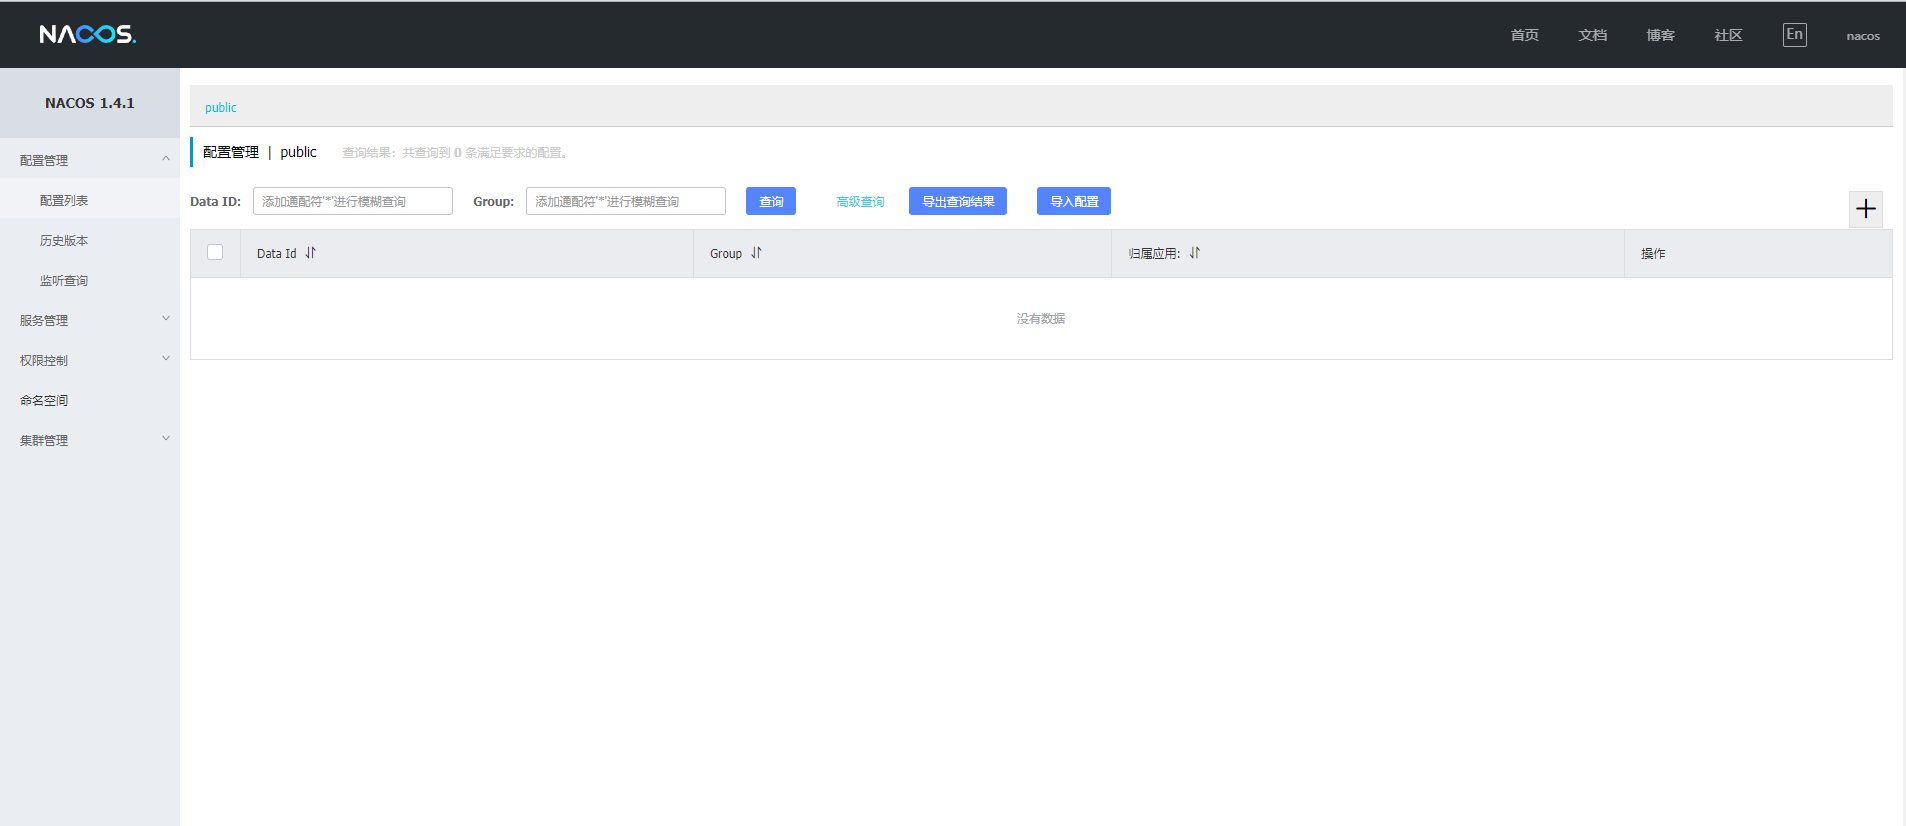 NACOS.
首页 文档 博客 社区 En nacos
NACOS 1.4.1
配置管理
配置列表
历史版本
监听查询
服务管理
权限控制
命名空间
集群管理
public
配置管理 | public 查询结果：共查询到 0 条满足要求的配置。
Data ID: 添加通配符'*'进行模糊查询 Group: 添加通配符'*'进行模糊查询 查询 高级查询 导出查询结果 导入配置
Data Id Group 归属应用: 操作
没有数据